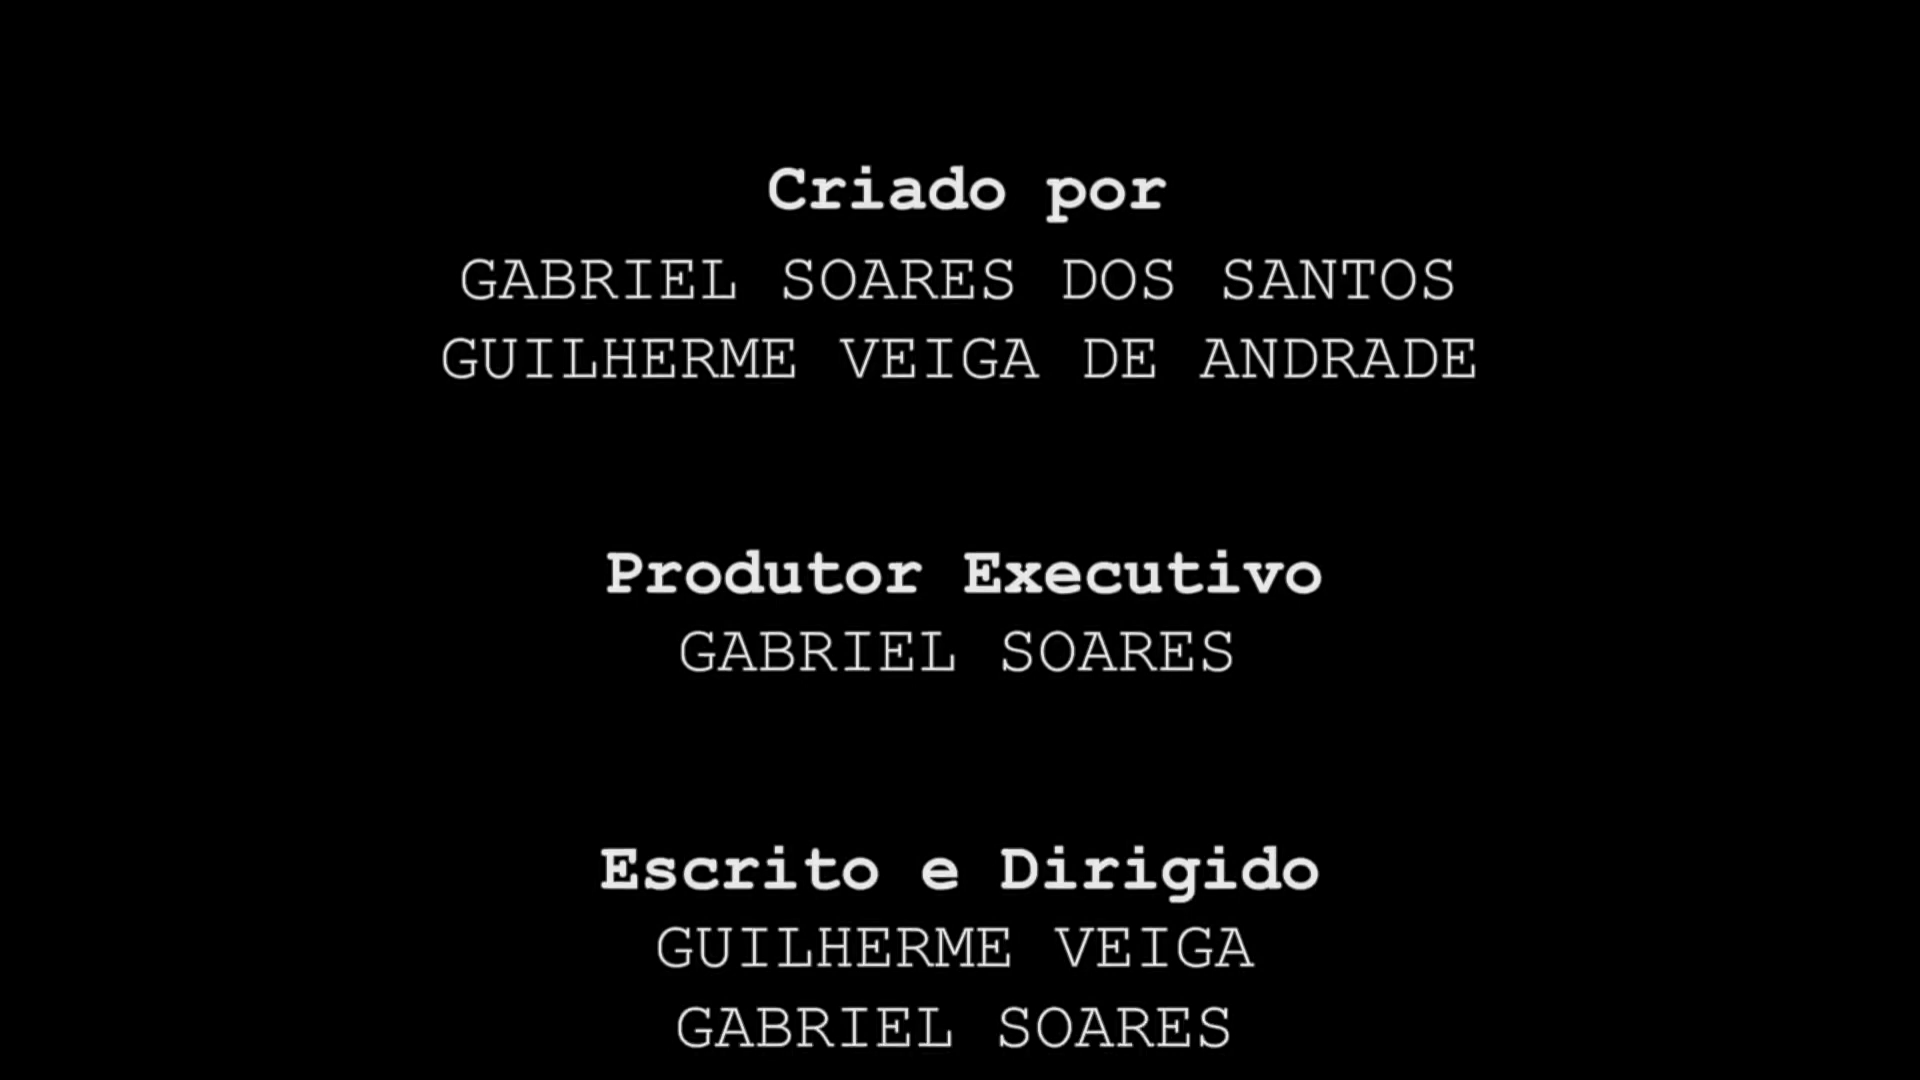 Criado por
GABRIEL SOARES DOS SANTOS
GUILHERME VEIGA DE ANDRADE
Produtor Executivo
GABRIEL SOARES
Escrito e Dirigido
GUILHERME VEIGA
GABRIEL SOARES